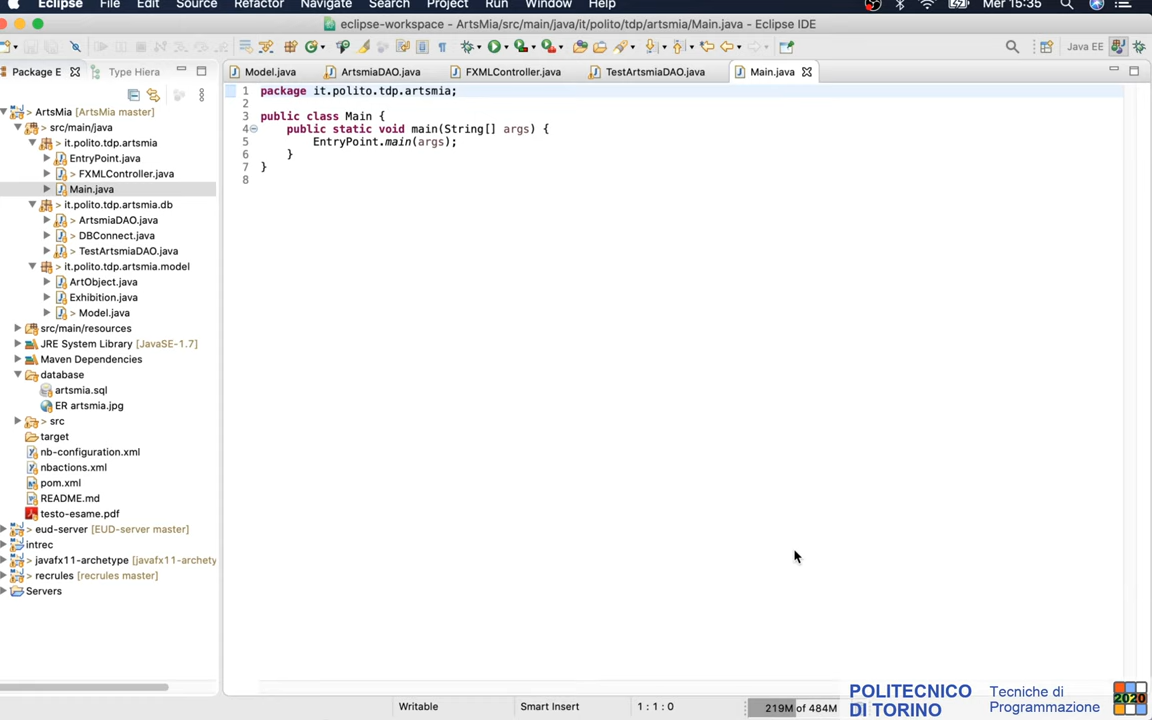 Eclipse File Edit Source Refactor Navigate Search Project Run Window Help Mer 15:35
eclipse-workspace - ArtsMia/src/main/java/it/polito/tdp/artsmia/Main.java - Eclipse IDE
Java EE
Package E Type Hiera
Model.java ArtsmiaDAO.java FXMLController.java TestArtsmiaDAO.java Main.java
> ArtsMia [ArtsMia master]
> src/main/java
> it.polito.tdp.artsmia
EntryPoint.java
> FXMLController.java
Main.java
> it.polito.tdp.artsmia.db
> ArtsmiaDAO.java
> DBConnect.java
> TestArtsmiaDAO.java
> it.polito.tdp.artsmia.model
ArtObject.java
Exhibition.java
> Model.java
src/main/resources
JRE System Library [JavaSE-1.7]
Maven Dependencies
database
artsmia.sql
ER artsmia.jpg
> src
target
nb-configuration.xml
nbactions.xml
pom.xml
README.md
testo-esame.pdf
> eud-server [EUD-server master]
intrec
> javafx11-archetype [javafx11-archety
> recrules [recrules master]
Servers
1 package it.polito.tdp.artsmia;
2
3 public class Main {
4 public static void main(String[] args) {
5 EntryPoint.main(args);
6 }
7 }
8
Writable Smart Insert 1 : 1 : 0 219M of 484M
POLITECNICO
DI TORINO
Tecniche di
Programmazione
2020